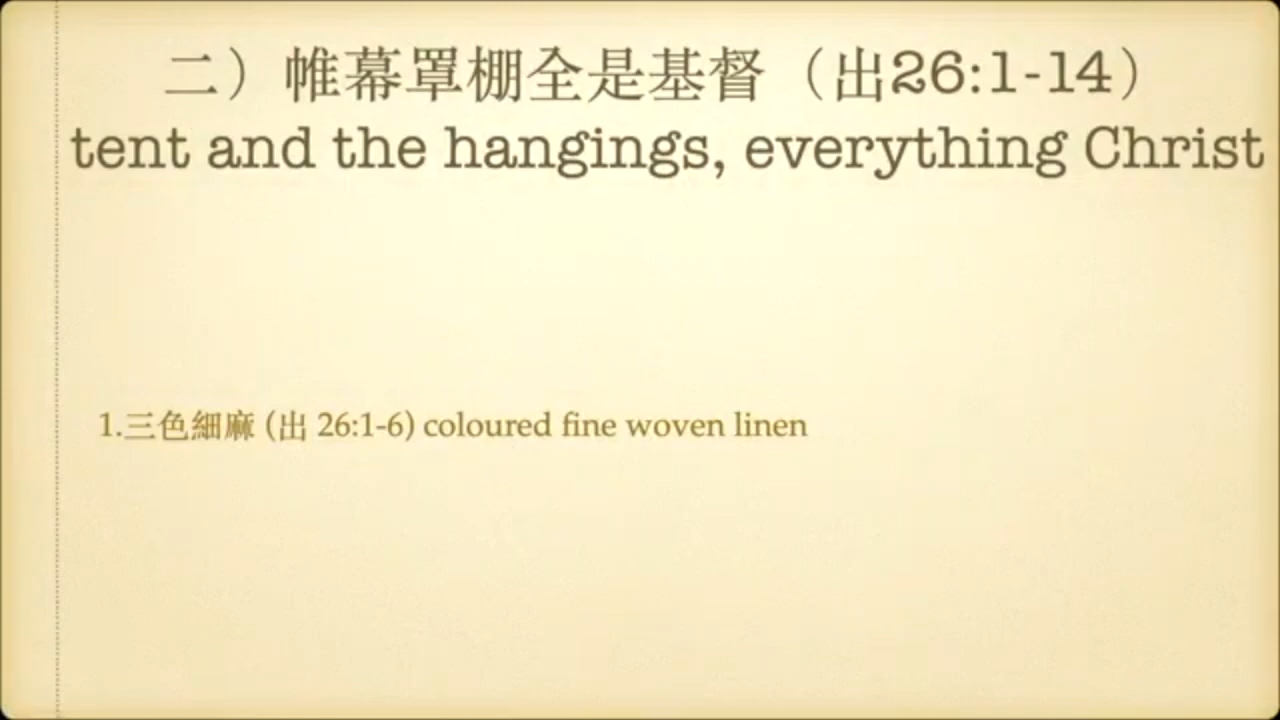 二）帷幕罩棚全是基督（出26:1-14）
tent and the hangings, everything Christ
1.三色細麻 (出 26:1-6) coloured fine woven linen